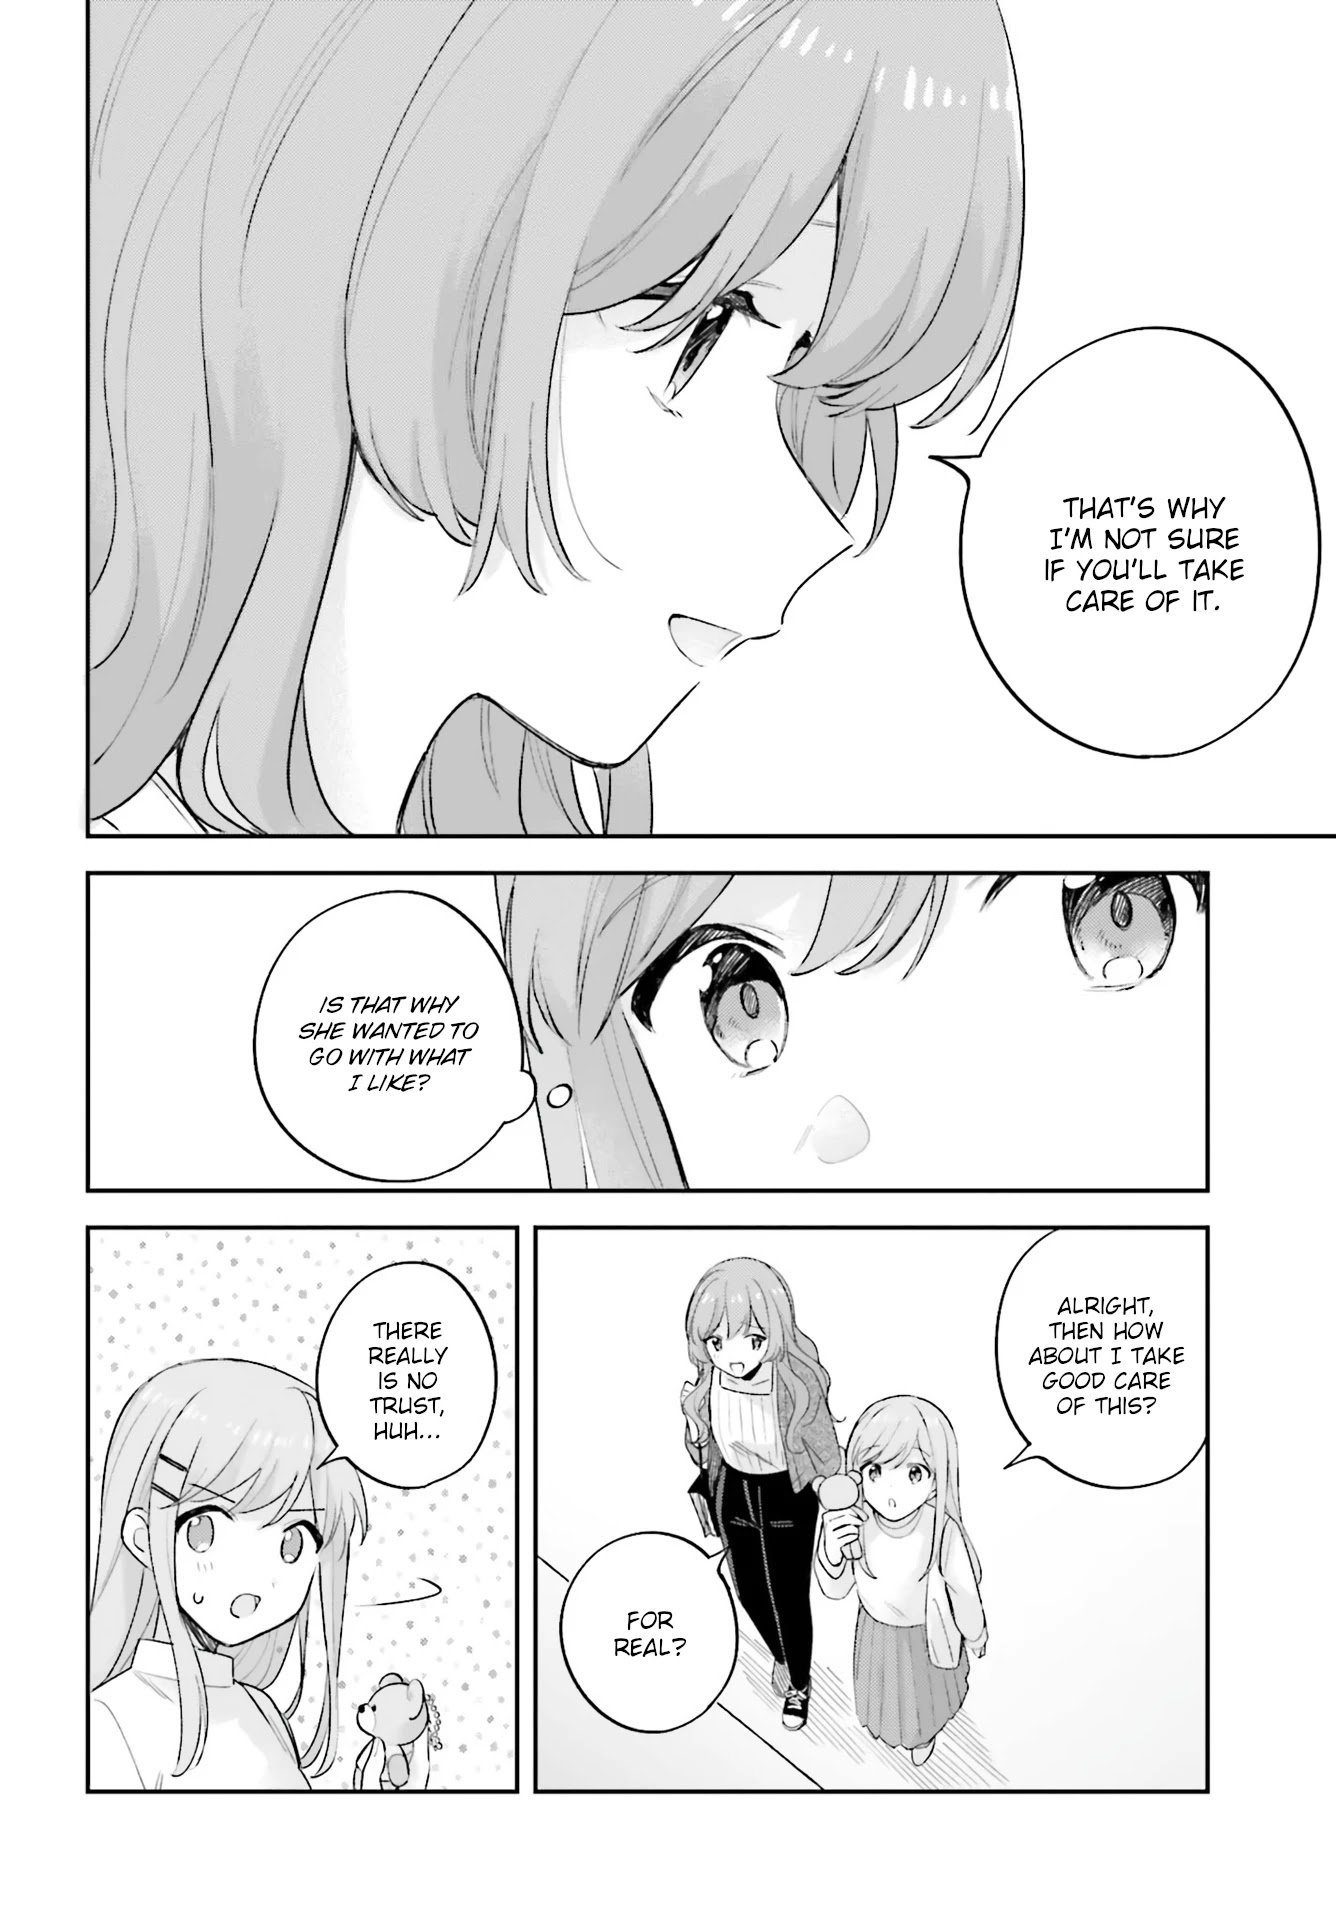 THAT'S WHY
I'M NOT SURE
IF YOU'LL TAKE
CARE OF IT.
IS THAT WHY
SHE WANTED TO
GO WITH WHAT
I LIKE?
ALRIGHT,
THEN HOW
ABOUT I TAKE
GOOD CARE
OF THIS?
FOR
REAL?
THERE
REALLY
IS NO
TRUST,
HUH...